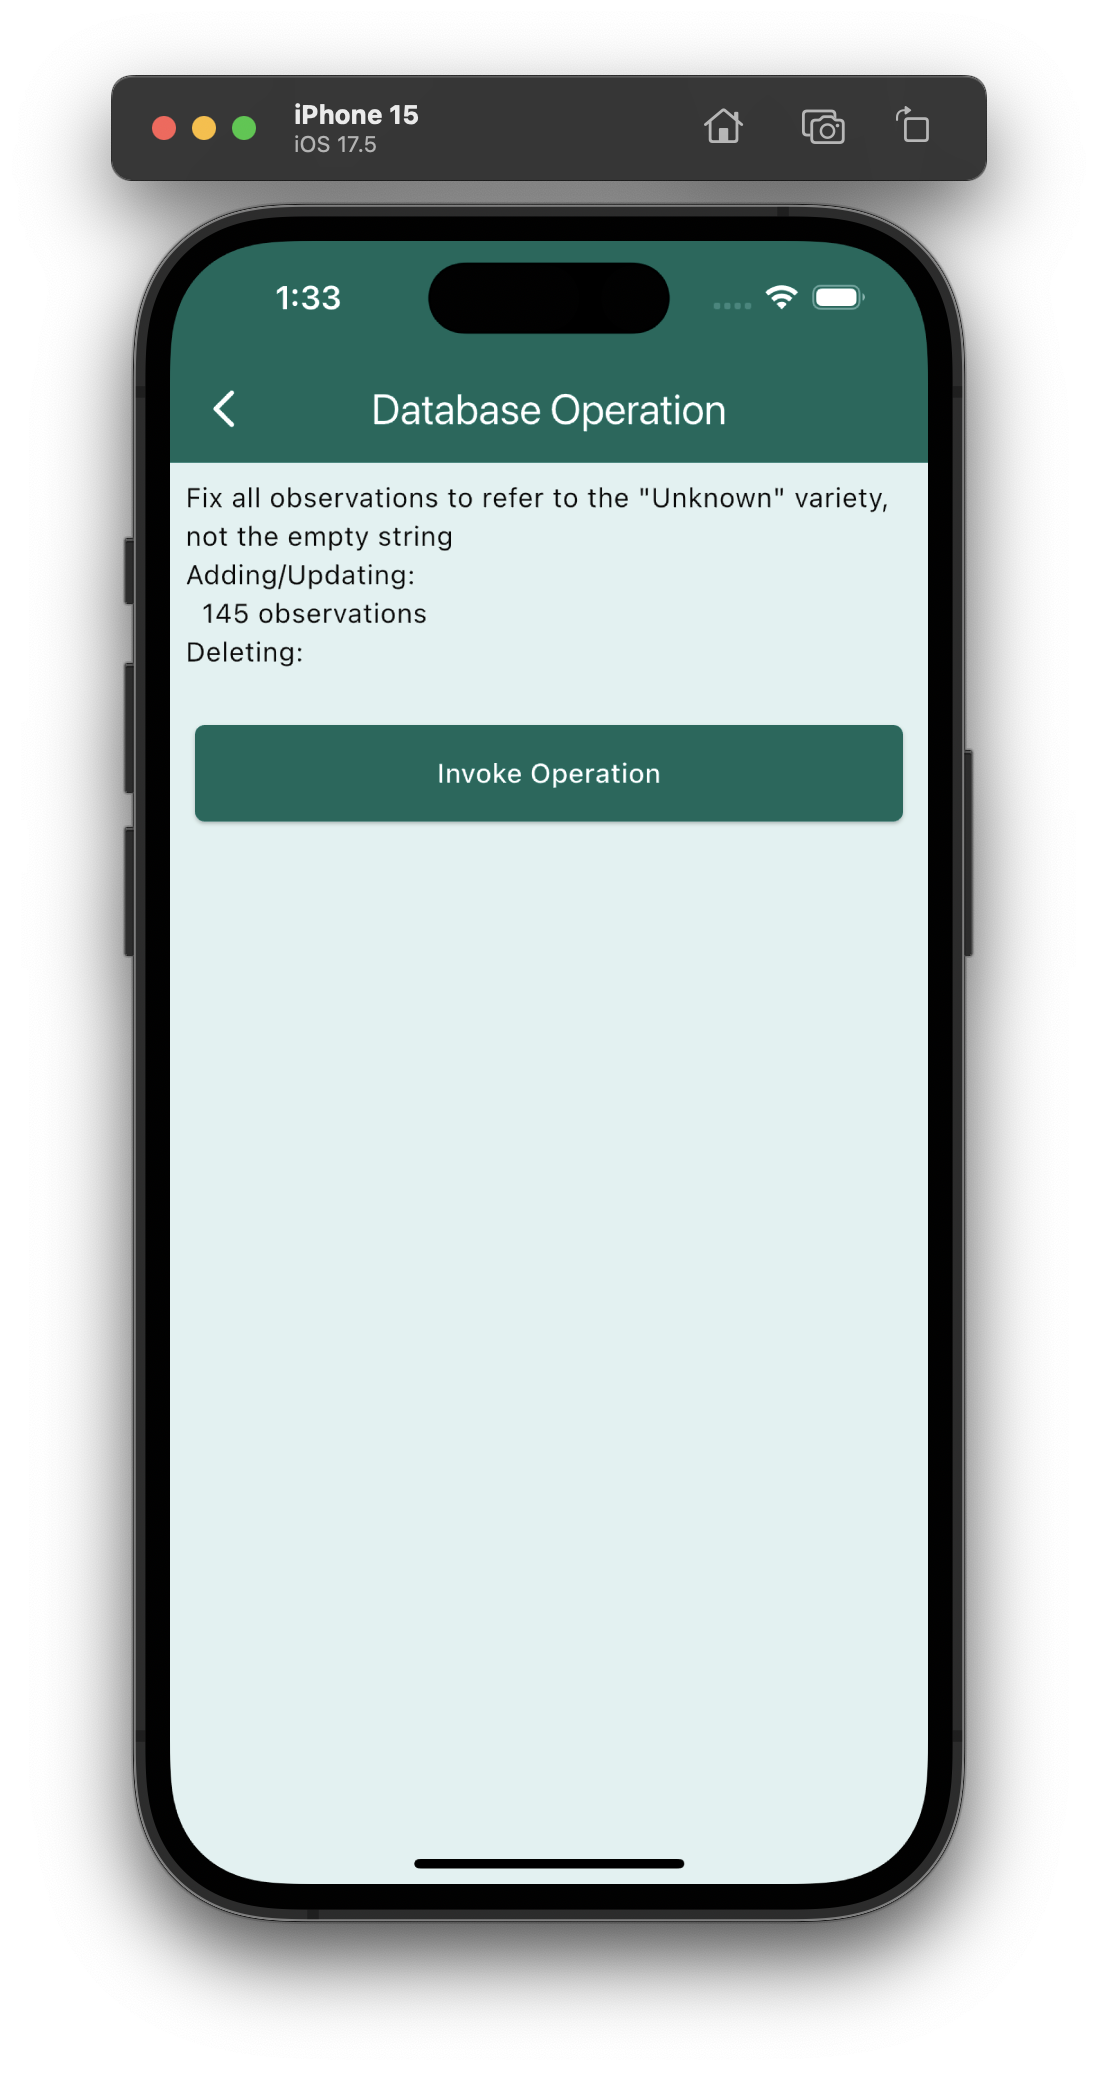 iPhone 15
iOS 17.5
1:33
Database Operation
Fix all observations to refer to the "Unknown" variety,
not the empty string
Adding/Updating:
145 observations
Deleting:
Invoke Operation